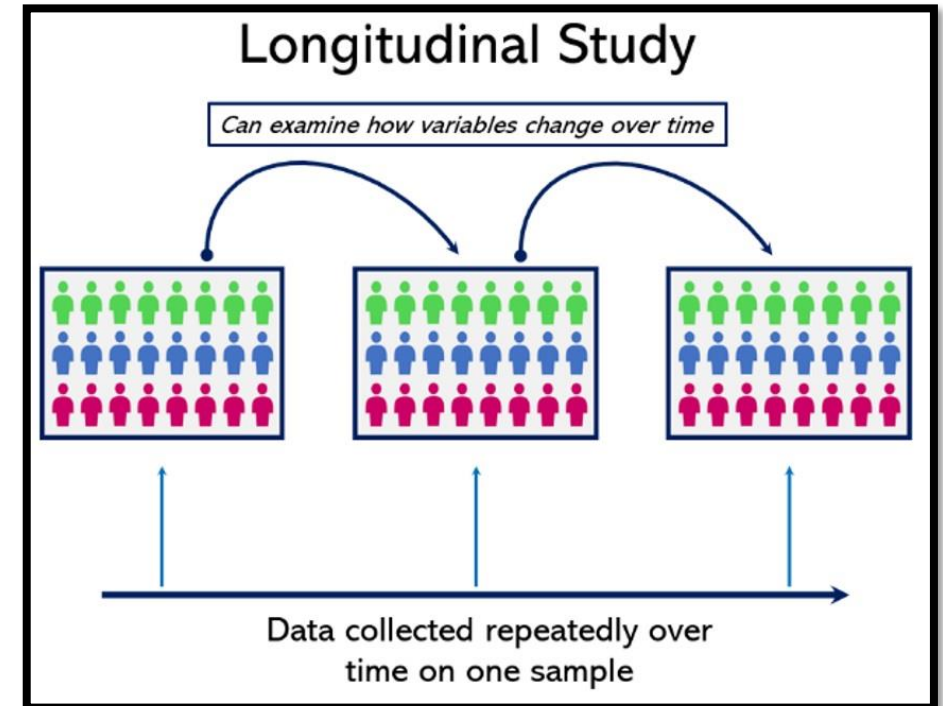 Longitudinal Study
Can examine how variables change over time
Data collected repeatedly over
time on one sample